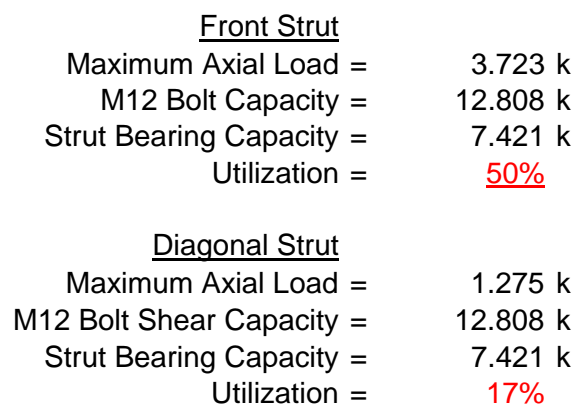 Front Strut
Maximum Axial Load = 3.723 k
M12 Bolt Capacity = 12.808 k
Strut Bearing Capacity = 7.421 k
Utilization = 50%
Diagonal Strut
Maximum Axial Load = 1.275 k
M12 Bolt Shear Capacity = 12.808 k
Strut Bearing Capacity = 7.421 k
Utilization = 17%